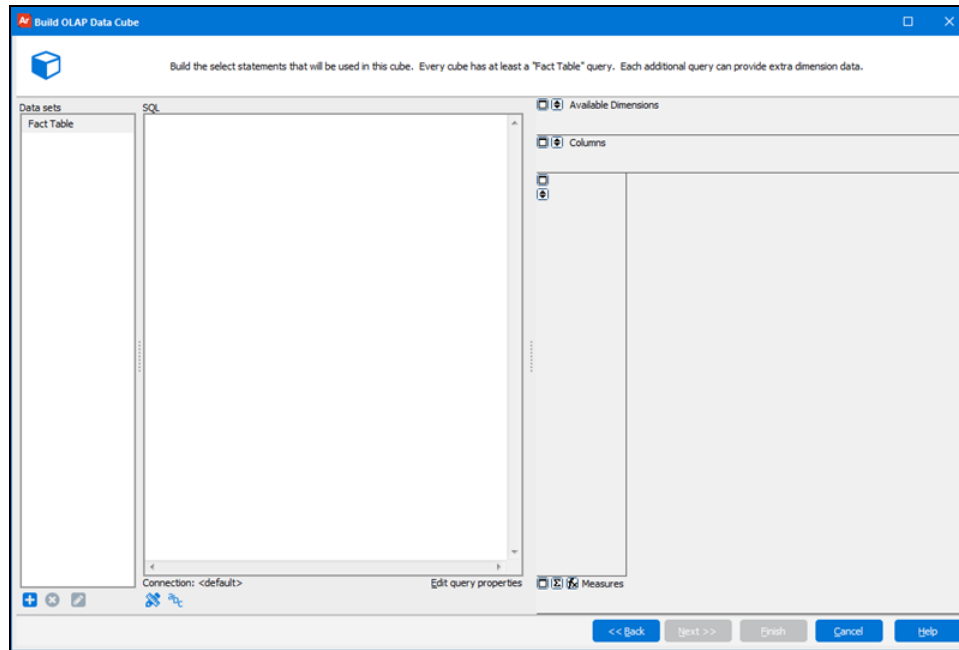 Ar Build OLAP Data Cube
Build the select statements that will be used in this cube. Every cube has at least a "Fact Table" query. Each additional query can provide extra dimension data.
Data sets
SQL
Available Dimensions
Fact Table
Columns
Connection: <default>
Edit query properties
Measures
abc
<< Back
Next >>
Finish
Cancel
Help